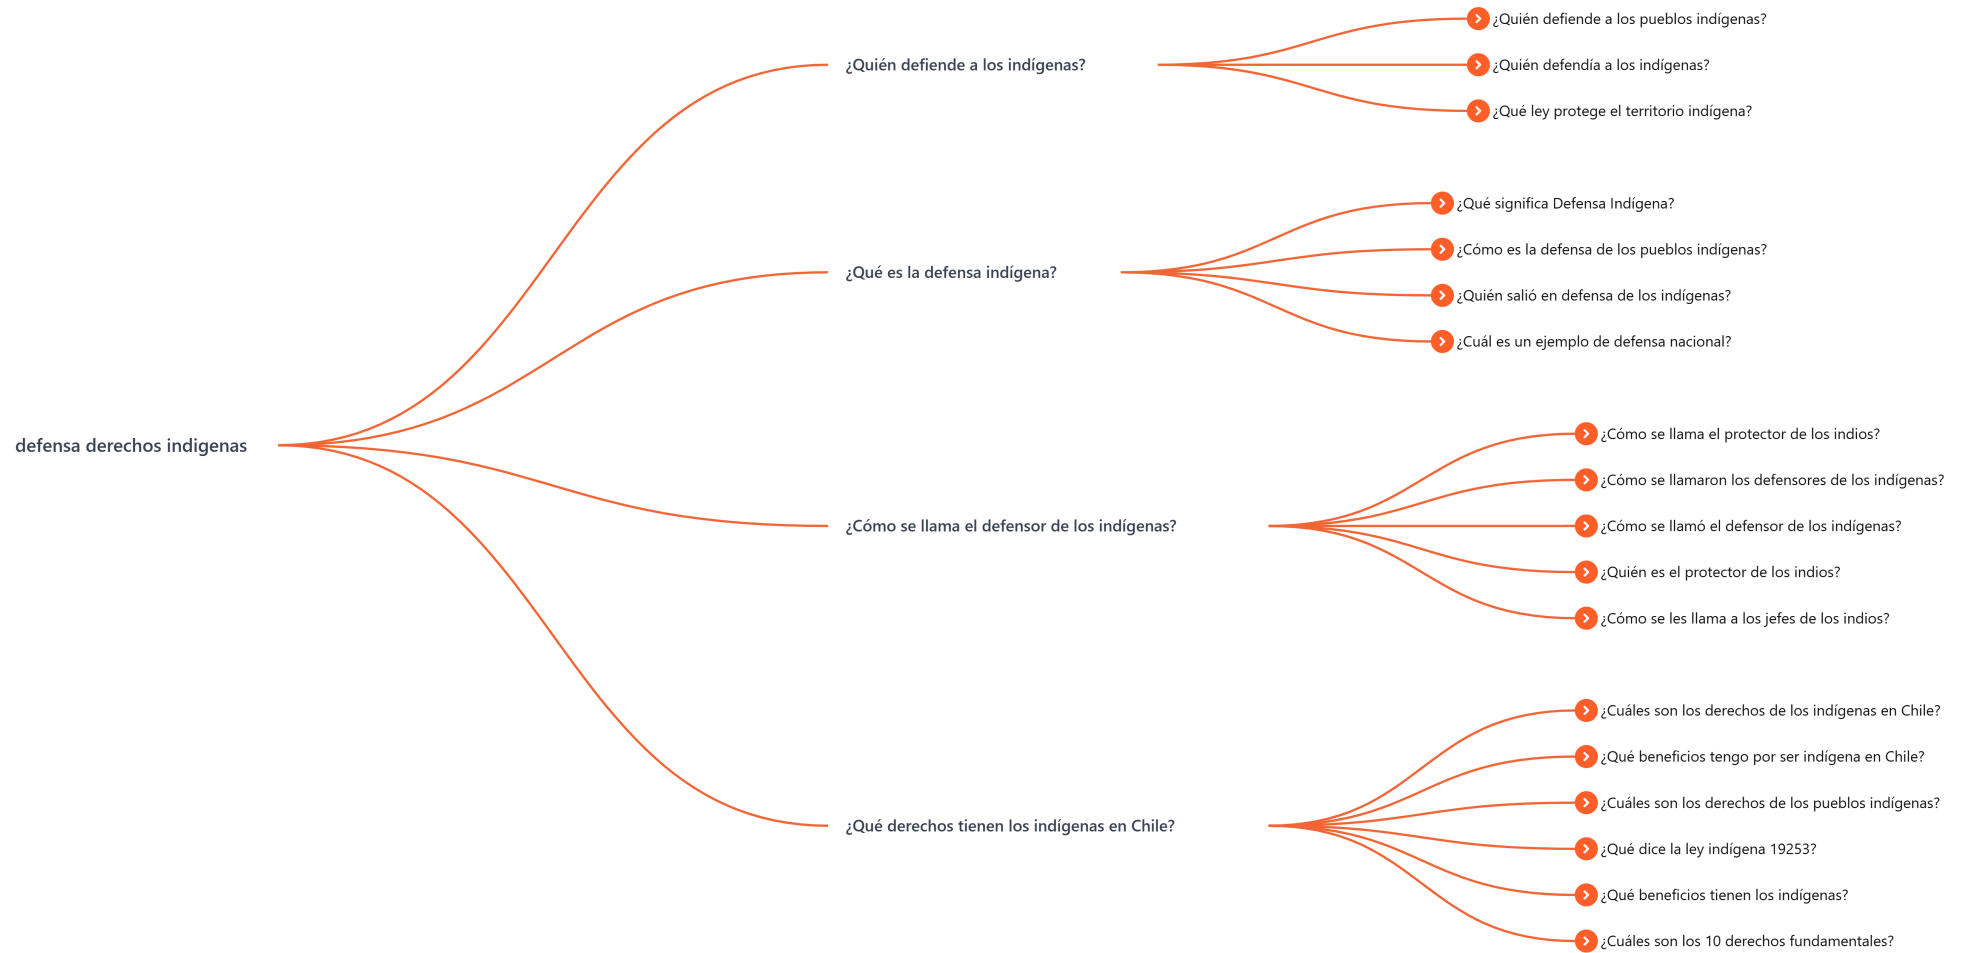 defensa derechos indigenas
¿Quién defiende a los indígenas?
¿Quién defiende a los pueblos indígenas?
¿Quién defendía a los indígenas?
¿Qué ley protege el territorio indígena?
¿Qué es la defensa indígena?
¿Qué significa Defensa Indígena?
¿Cómo es la defensa de los pueblos indígenas?
¿Quién salió en defensa de los indígenas?
¿Cuál es un ejemplo de defensa nacional?
¿Cómo se llama el defensor de los indígenas?
¿Cómo se llama el protector de los indios?
¿Cómo se llamaron los defensores de los indígenas?
¿Cómo se llamó el defensor de los indígenas?
¿Quién es el protector de los indios?
¿Cómo se les llama a los jefes de los indios?
¿Qué derechos tienen los indígenas en Chile?
¿Cuáles son los derechos de los indígenas en Chile?
¿Qué beneficios tengo por ser indígena en Chile?
¿Cuáles son los derechos de los pueblos indígenas?
¿Qué dice la ley indígena 19253?
¿Qué beneficios tienen los indígenas?
¿Cuáles son los 10 derechos fundamentales?